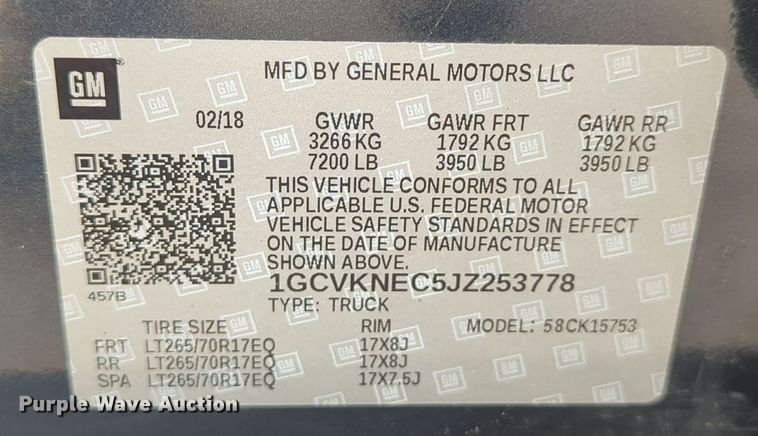 GM
MFD BY GENERAL MOTORS LLC
02/18 GVWR GAWR FRT GAWR RR
3266 KG 1792 KG 1792 KG
7200 LB 3950 LB 3950 LB
THIS VEHICLE CONFORMS TO ALL
APPLICABLE U.S. FEDERAL MOTOR
VEHICLE SAFETY STANDARDS IN EFFECT
ON THE DATE OF MANUFACTURE
SHOWN ABOVE.
1GCVKNEC5JZ253778
457B
TYPE: TRUCK
TIRE SIZE RIM MODEL: 58CK15753
FRT LT265/70R17EQ 17X8J
RR LT265/70R17EQ 17X8J
SPA LT265/70R17EQ 17X7.5J
Purple Wave Auction